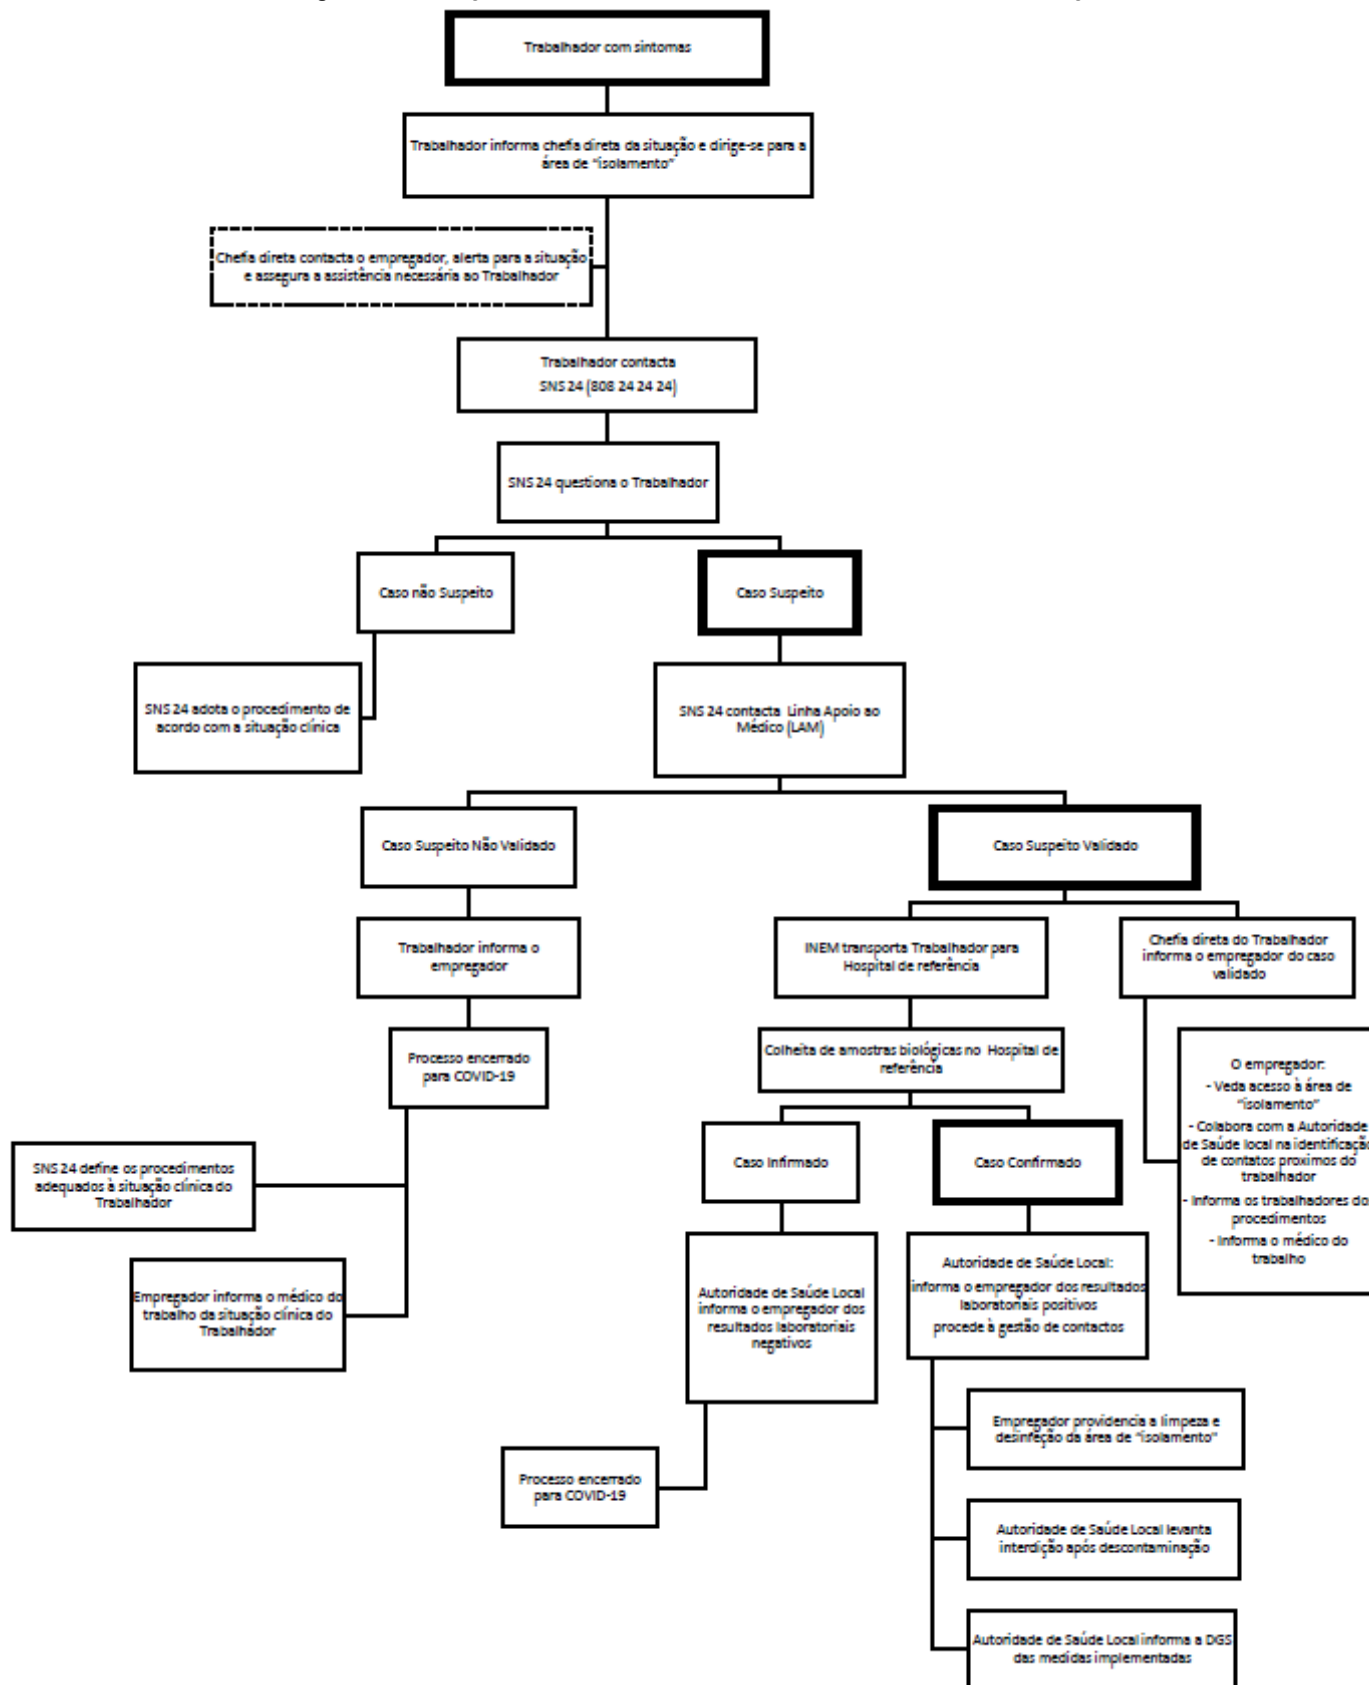 Trabalhador com sintomas
Trabalhador informa chefia direta da situação e dirige-se para a
área de "isolamento"
Chefia direta contacta o empregador, alerta para a situação
e assegura a assistência necessária ao Trabalhador
Trabalhador contacta
SNS 24 (808 24 24 24)
SNS 24 questiona o Trabalhador
Caso não Suspeito
Caso Suspeito
SNS 24 adota o procedimento de
acordo com a situação clínica
SNS 24 contacta Linha Apoio ao
Médico (LAM)
Caso Suspeito Não Validado
Caso Suspeito Validado
Trabalhador informa o
empregador
INEM transporta Trabalhador para
Hospital de referência
Chefia direta do Trabalhador
informa o empregador do caso
validado
Processo encerrado
para COVID-19
Colheita de amostras biológicas no Hospital de
referência
O empregador:
- Veda acesso à área de
"isolamento"
- Colabora com a Autoridade
de Saúde local na identificação
de contatos proximos do
trabalhador
- Informa os trabalhadores do
procedimentos
- Informa o médico do
trabalho
SNS 24 define os procedimentos
adequados à situação clínica do
Trabalhador
Caso Infirmado
Caso Confirmado
Empregador informa o médico do
trabalho da situação clínica do
Trabalhador
Autoridade de Saúde Local
informa o empregador dos
resultados laboratoriais
negativos
Autoridade de Saúde Local:
informa o empregador dos resultados
laboratoriais positivos
procede à gestão de contactos
Processo encerrado
para COVID-19
Empregador providencia a limpeza e
desinfeção da área de "isolamento"
Autoridade de Saúde Local levanta
interdição após descontaminação
Autoridade de Saúde Local informa a DGS
das medidas implementadas